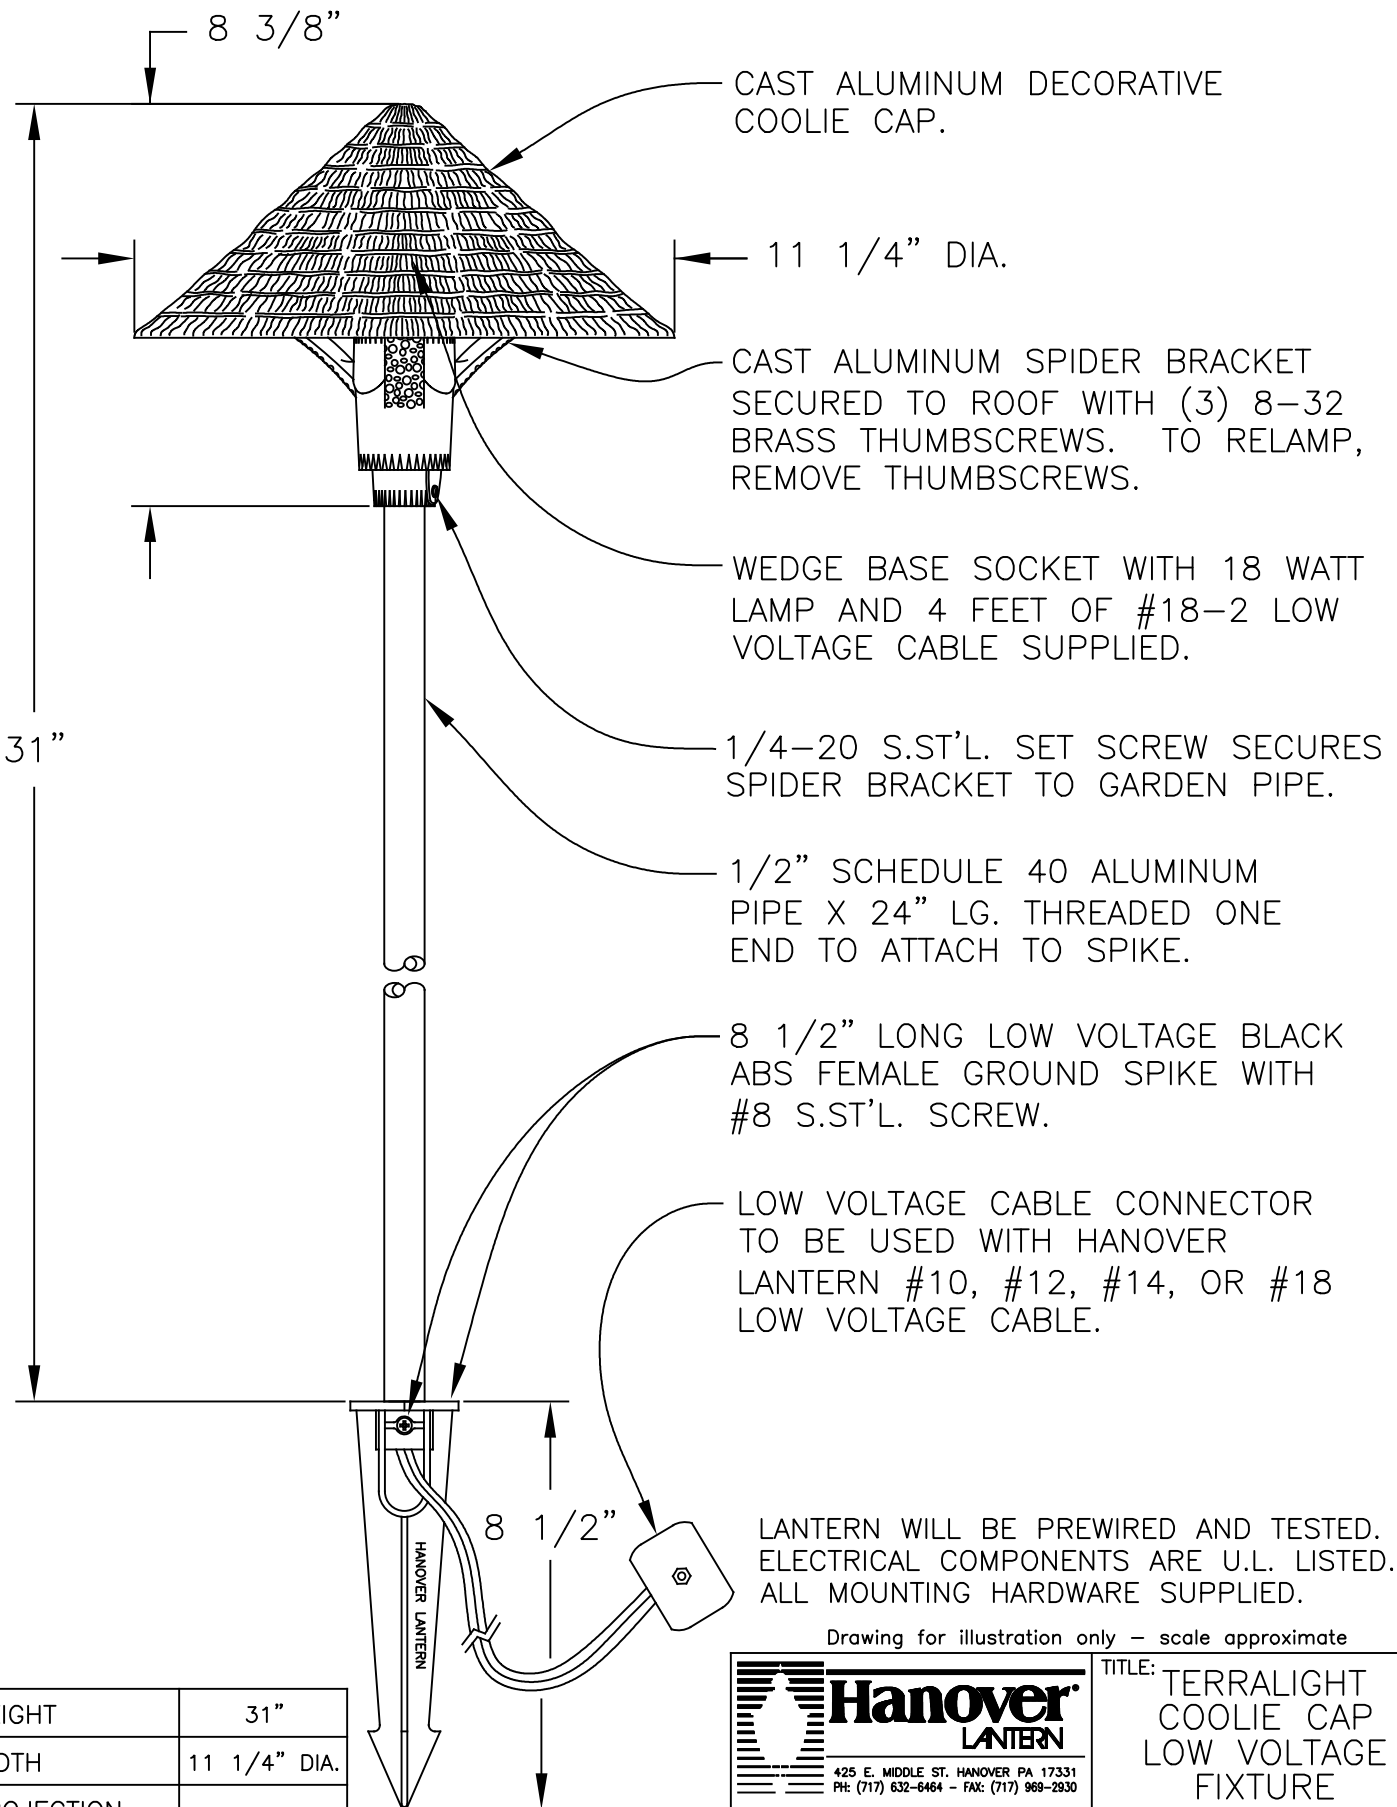 8 3/8”
CAST ALUMINUM DECORATIVE
COOLIE CAP.
11 1/4” DIA.
CAST ALUMINUM SPIDER BRACKET
SECURED TO ROOF WITH (3) 8–32
BRASS THUMBSCREWS. TO RELAMP,
REMOVE THUMBSCREWS.
WEDGE BASE SOCKET WITH 18 WATT
LAMP AND 4 FEET OF #18–2 LOW
VOLTAGE CABLE SUPPLIED.
31”
1/4–20 S.ST’L. SET SCREW SECURES
SPIDER BRACKET TO GARDEN PIPE.
1/2” SCHEDULE 40 ALUMINUM
PIPE X 24” LG. THREADED ONE
END TO ATTACH TO SPIKE.
8 1/2” LONG LOW VOLTAGE BLACK
ABS FEMALE GROUND SPIKE WITH
#8 S.ST’L. SCREW.
LOW VOLTAGE CABLE CONNECTOR
TO BE USED WITH HANOVER
LANTERN #10, #12, #14, OR #18
LOW VOLTAGE CABLE.
8 1/2”
HANOVER LANTERN
LANTERN WILL BE PREWIRED AND TESTED.
ELECTRICAL COMPONENTS ARE U.L. LISTED.
ALL MOUNTING HARDWARE SUPPLIED.
Drawing for illustration only – scale approximate
IGHT 31”
DTH 11 1/4” DIA.
OJECTION
Hanover
LANTERN
425 E. MIDDLE ST. HANOVER PA 17331
PH: (717) 632–6464 – FAX: (717) 969–2930
TITLE: TERRALIGHT
COOLIE CAP
LOW VOLTAGE
FIXTURE